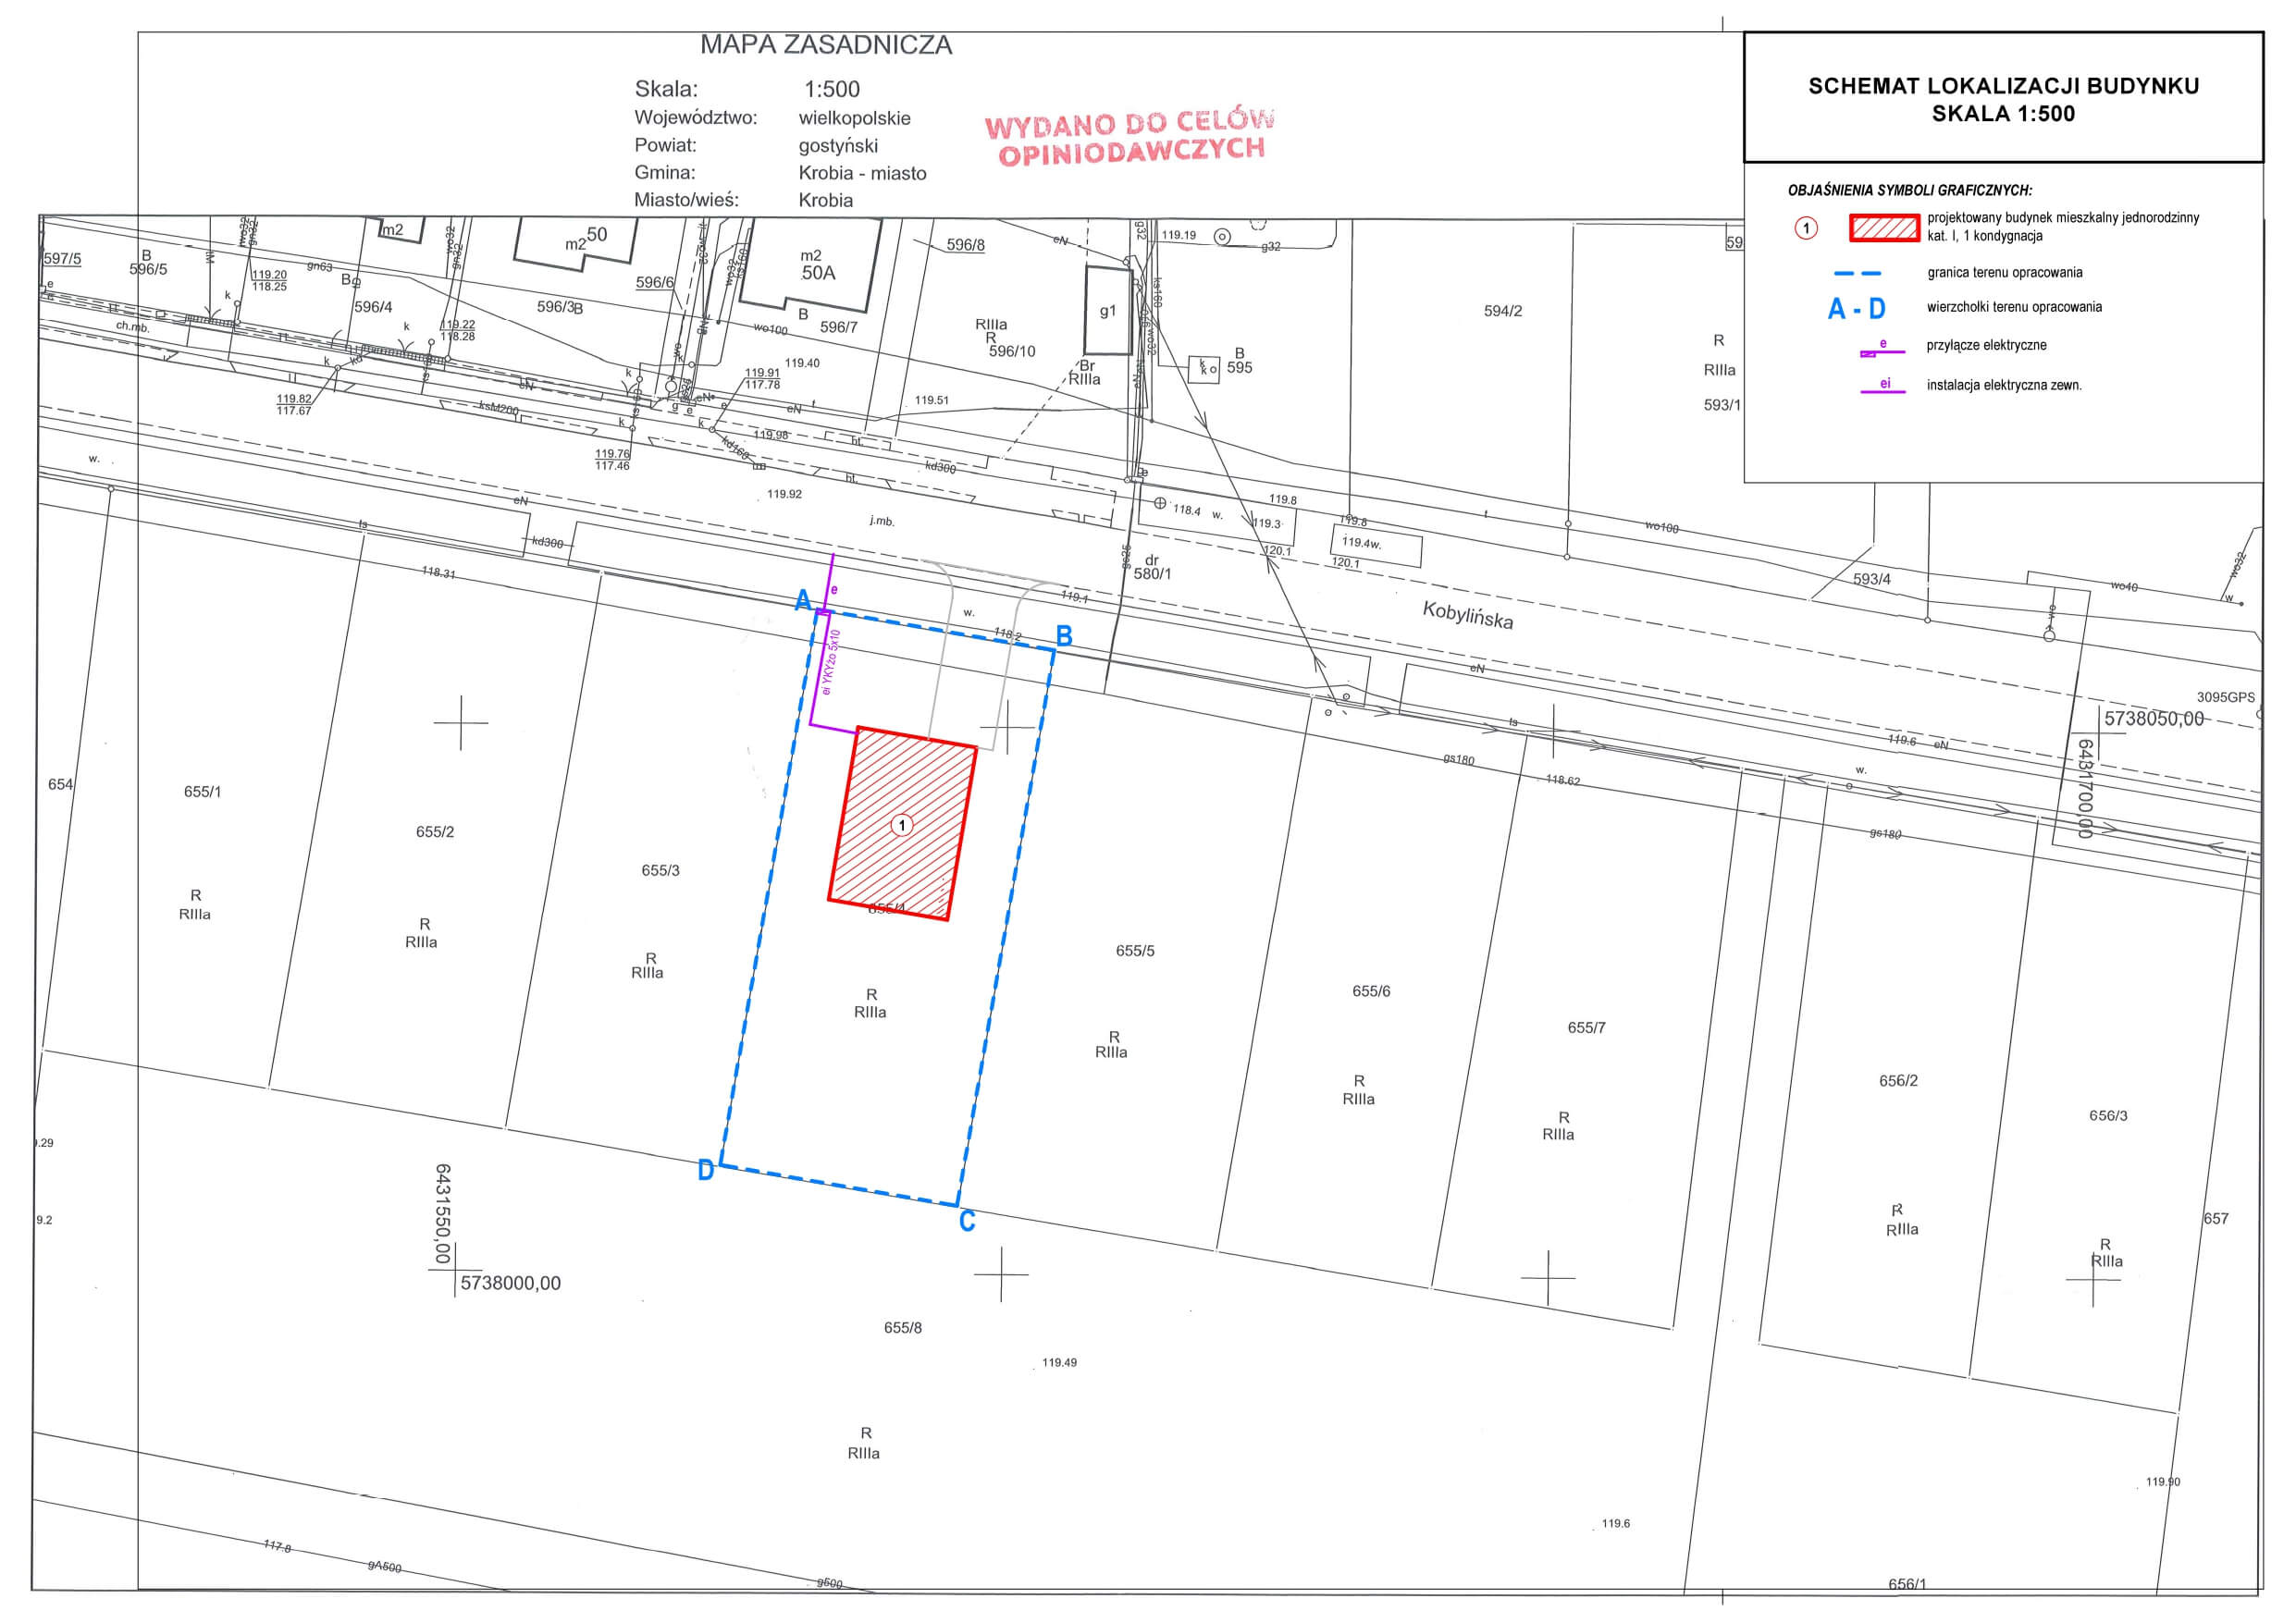 MAPA ZASADNICZA
Skala: 1:500
Województwo: wielkopolskie
Powiat: gostyński
Gmina: Krobia - miasto
Miasto/wieś: Krobia
WYDANO DO CELÓW
OPINIODAWCZYCH
SCHEMAT LOKALIZACJI BUDYNKU
SKALA 1:500
OBJAŚNIENIA SYMBOLI GRAFICZNYCH:
1
projektowany budynek mieszkalny jednorodzinny
kat. I, 1 kondygnacja
granica terenu opracowania
A - D
wierzchołki terenu opracowania
e
przyłącze elektryczne
ei
instalacja elektryczna zewn.
597/5
B
596/5
119.20
118.25
gn63
B
596/4
m2
wo32
m2
50
596/3
B
119.22
118.28
596/6
m2
50A
B
596/7
596/8
eN
119.19
g32
g32
ks160
g1
RIIIa
R
596/10
Br
RIIIa
B
595
594/2
R
RIIIa
593/1
59
ch.mb.
k
k
k
wo100
119.40
119.91
117.78
119.51
119.82
117.67
ksM200
eN
119.76
117.46
kd160
119.98
ht.
kd300
ht.
119.92
j.mb.
w.
eN
ts
kd300
118.31
118.4
w.
119.3
119.8
119.8
119.4w.
120.1
120.1
t
wo100
593/4
wo40
wo32
w
dr
580/1
Kobylińska
119.1
w.
118.2
A
B
e
ei YKYżo 5x10
eN
3095GPS
5738050,00
6431700,00
119.6
eN
ts
w.
gs180
118.62
gs180
654
655/1
655/2
655/3
1
655/4
655/5
655/6
655/7
656/2
656/3
657
R
RIIIa
R
RIIIa
R
RIIIa
R
RIIIa
R
RIIIa
R
RIIIa
R
RIIIa
R
RIIIa
R
RIIIa
D
C
9.2
6431550,00
5738000,00
655/8
119.49
R
RIIIa
119.90
119.6
117.8
gA500
g500
656/1